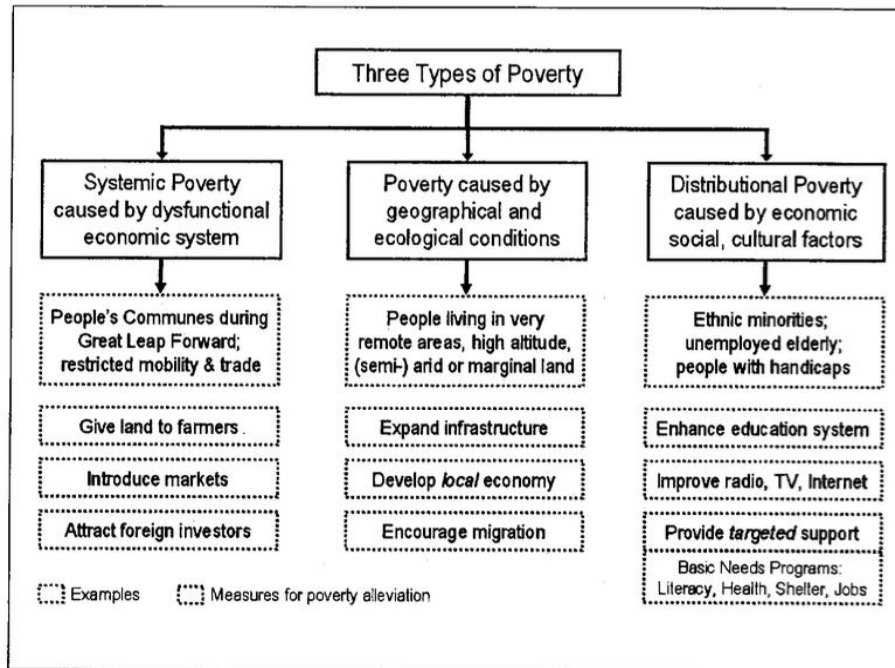 Three Types of Poverty
Systemic Poverty
caused by dysfunctional
economic system
Poverty caused by
geographical and
ecological conditions
Distributional Poverty
caused by economic
social, cultural factors
People's Communes during
Great Leap Forward;
restricted mobility & trade
People living in very
remote areas, high altitude,
(semi-) arid or marginal land
Ethnic minorities;
unemployed elderly;
people with handicaps
Give land to farmers
Expand infrastructure
Enhance education system
Introduce markets
Develop local economy
Improve radio, TV, Internet
Attract foreign investors
Encourage migration
Provide targeted support
Basic Needs Programs:
Literacy, Health, Shelter, Jobs
Examples
Measures for poverty alleviation